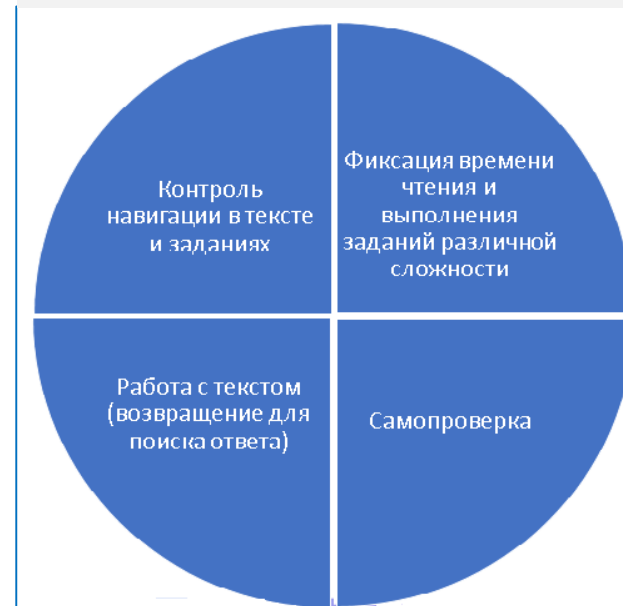 Контроль
навигации в тексте
и заданиях
Фиксация времени
чтения и
выполнения
заданий различной
сложности
Работа с текстом
(возвращение для
поиска ответа)
Самопроверка